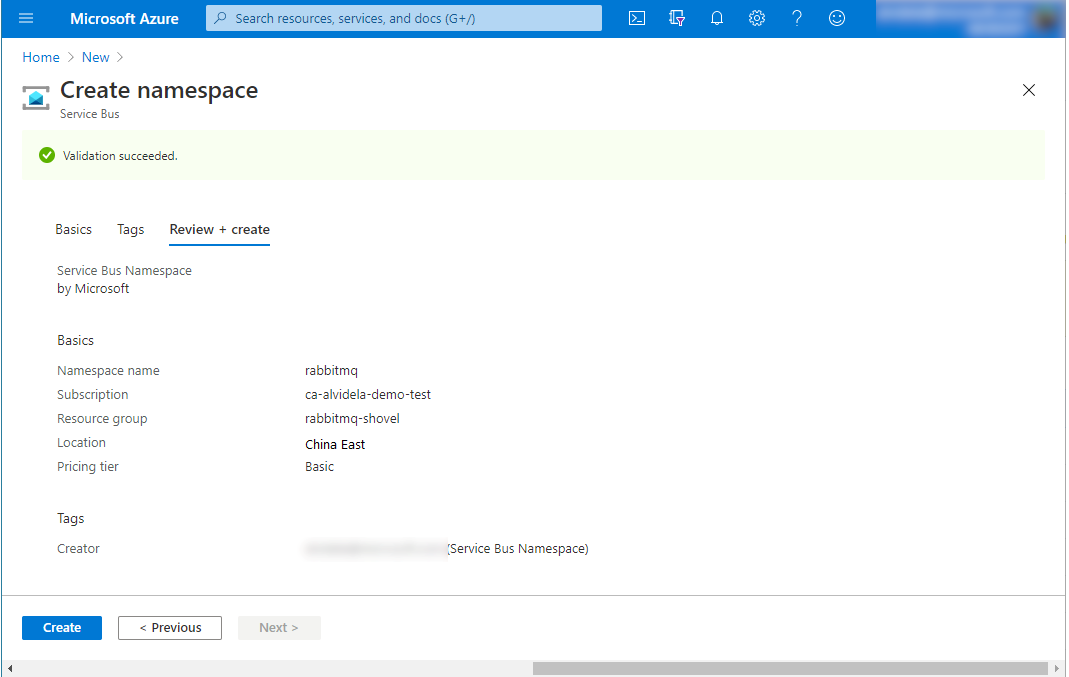 Microsoft Azure Search resources, services, and docs (G+/)
Home > New >
Create namespace
Service Bus
Validation succeeded.
Basics Tags Review + create
Service Bus Namespace
by Microsoft
Basics
Namespace name rabbitmq
Subscription ca-alvidela-demo-test
Resource group rabbitmq-shovel
Location China East
Pricing tier Basic
Tags
Creator (Service Bus Namespace)
Create < Previous Next >